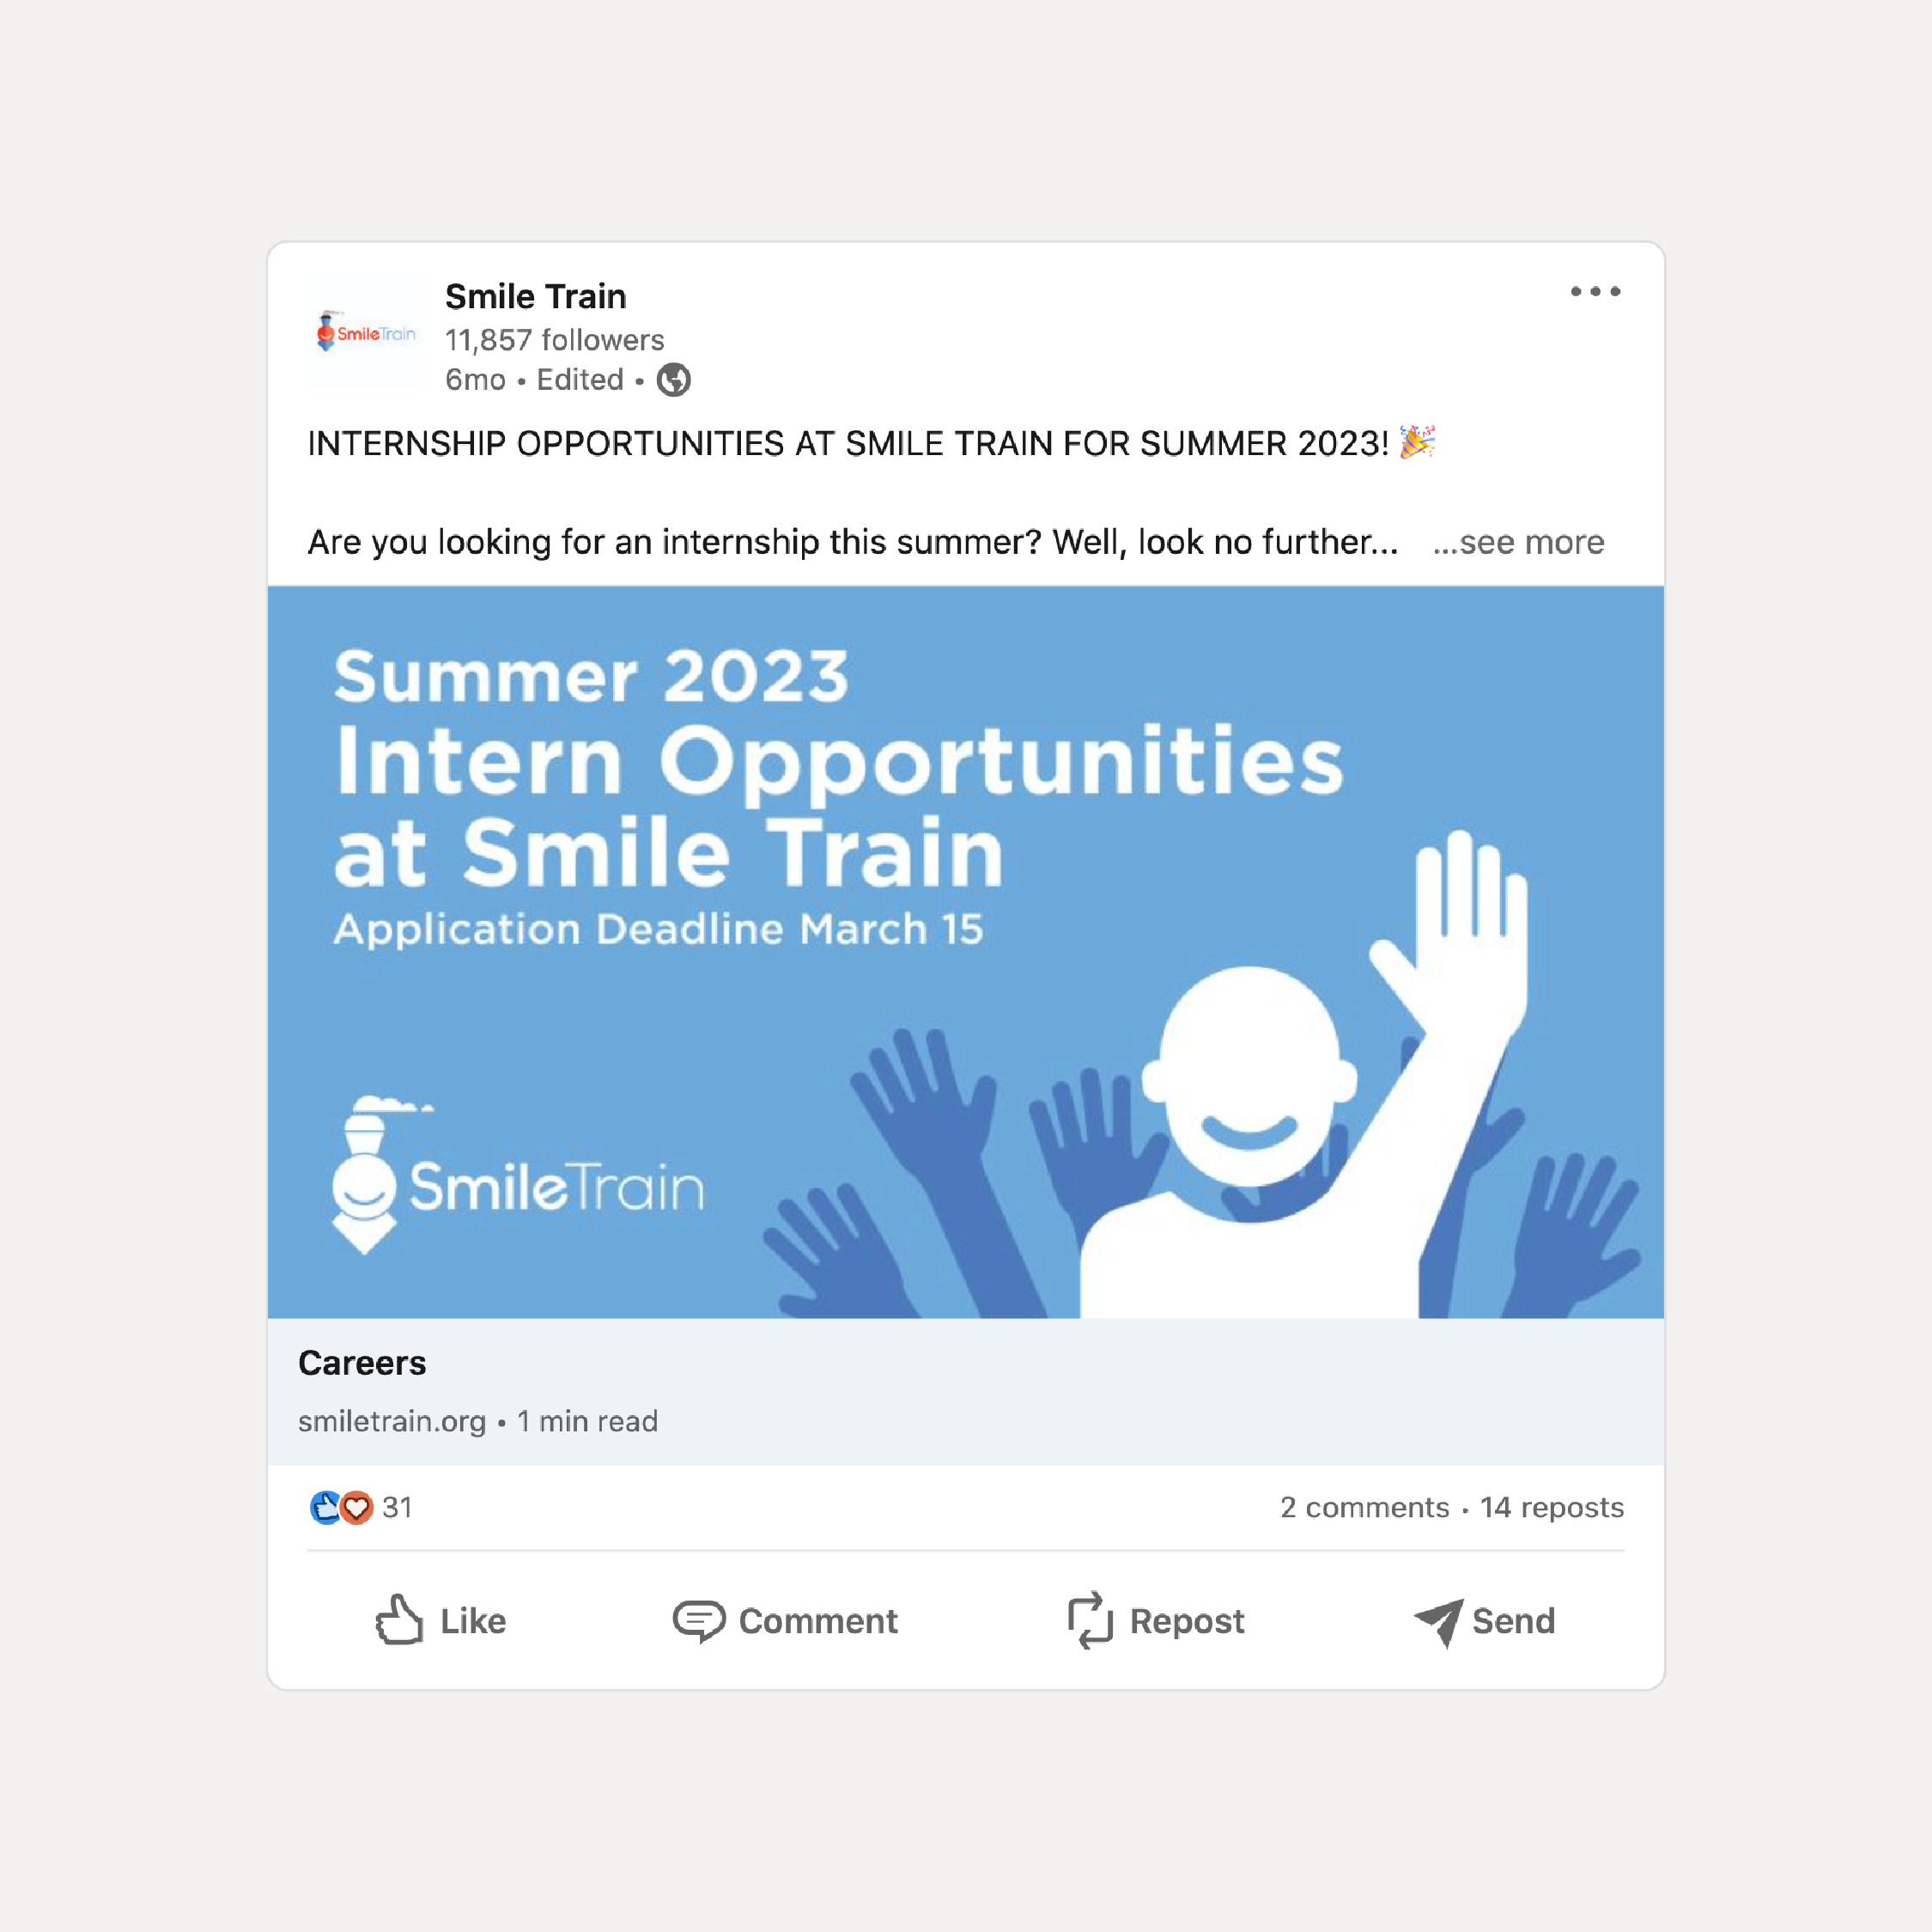 SmileTrain
Smile Train
11,857 followers
6mo • Edited •
INTERNSHIP OPPORTUNITIES AT SMILE TRAIN FOR SUMMER 2023! 🎉
Are you looking for an internship this summer? Well, look no further... ...see more
Summer 2023
Intern Opportunities
at Smile Train
Application Deadline March 15
SmileTrain
Careers
smiletrain.org • 1 min read
31
2 comments · 14 reposts
Like Comment Repost Send